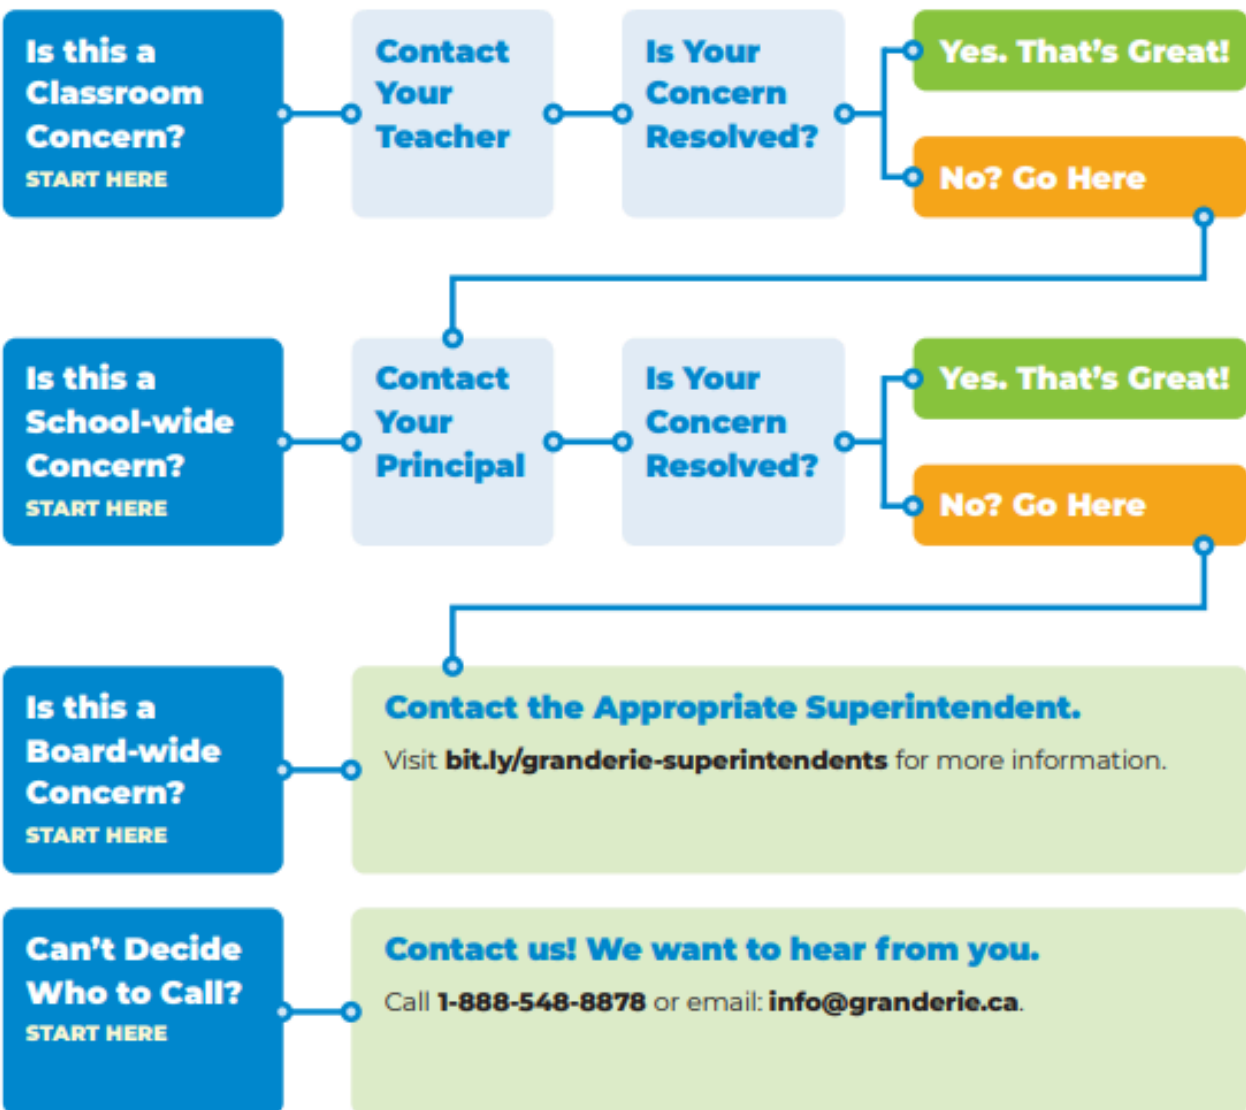 Is this a
Classroom
Concern?
START HERE
Contact
Your
Teacher
Is Your
Concern
Resolved?
Yes. That's Great!
No? Go Here
Is this a
School-wide
Concern?
START HERE
Contact
Your
Principal
Is Your
Concern
Resolved?
Yes. That's Great!
No? Go Here
Is this a
Board-wide
Concern?
START HERE
Contact the Appropriate Superintendent.
Visit bit.ly/granderie-superintendents for more information.
Can't Decide
Who to Call?
START HERE
Contact us! We want to hear from you.
Call 1-888-548-8878 or email: info@granderie.ca.